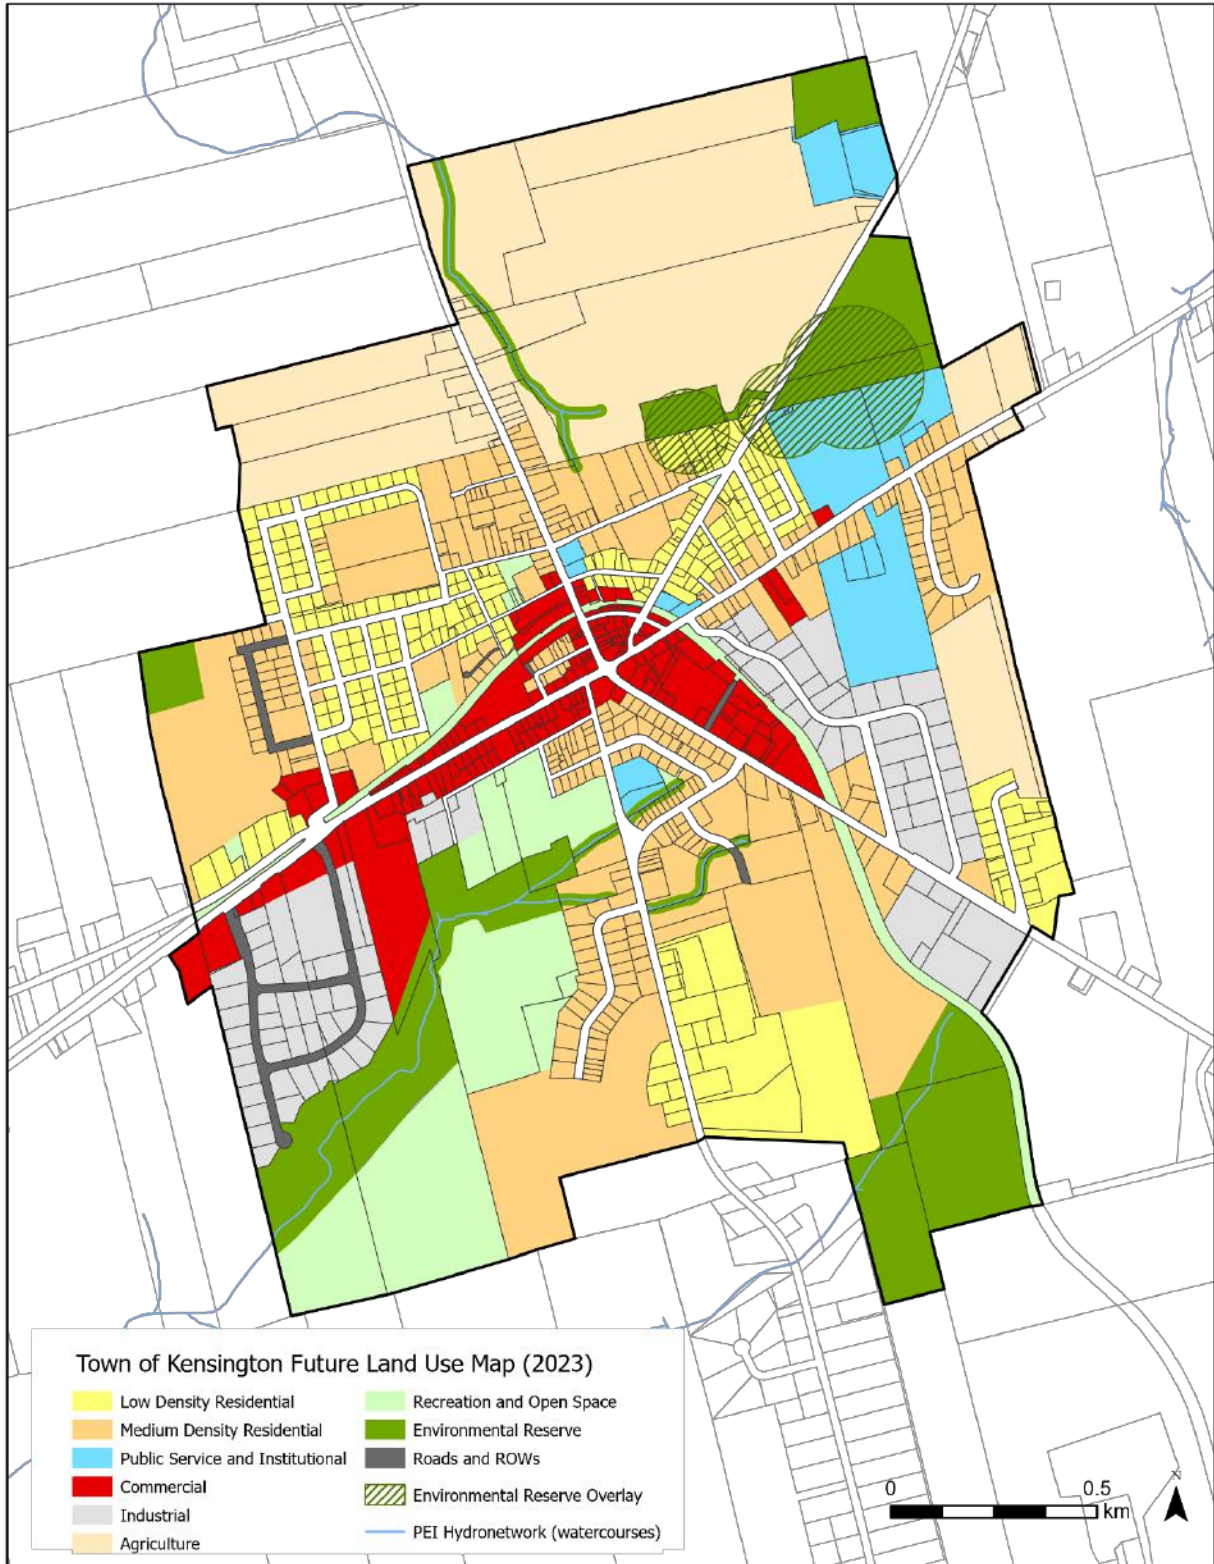 Town of Kensington Future Land Use Map (2023)
Low Density Residential
Medium Density Residential
Public Service and Institutional
Commercial
Industrial
Agriculture
Recreation and Open Space
Environmental Reserve
Roads and ROWs
Environmental Reserve Overlay
PEI Hydronetwork (watercourses)
0 0.5
km
N